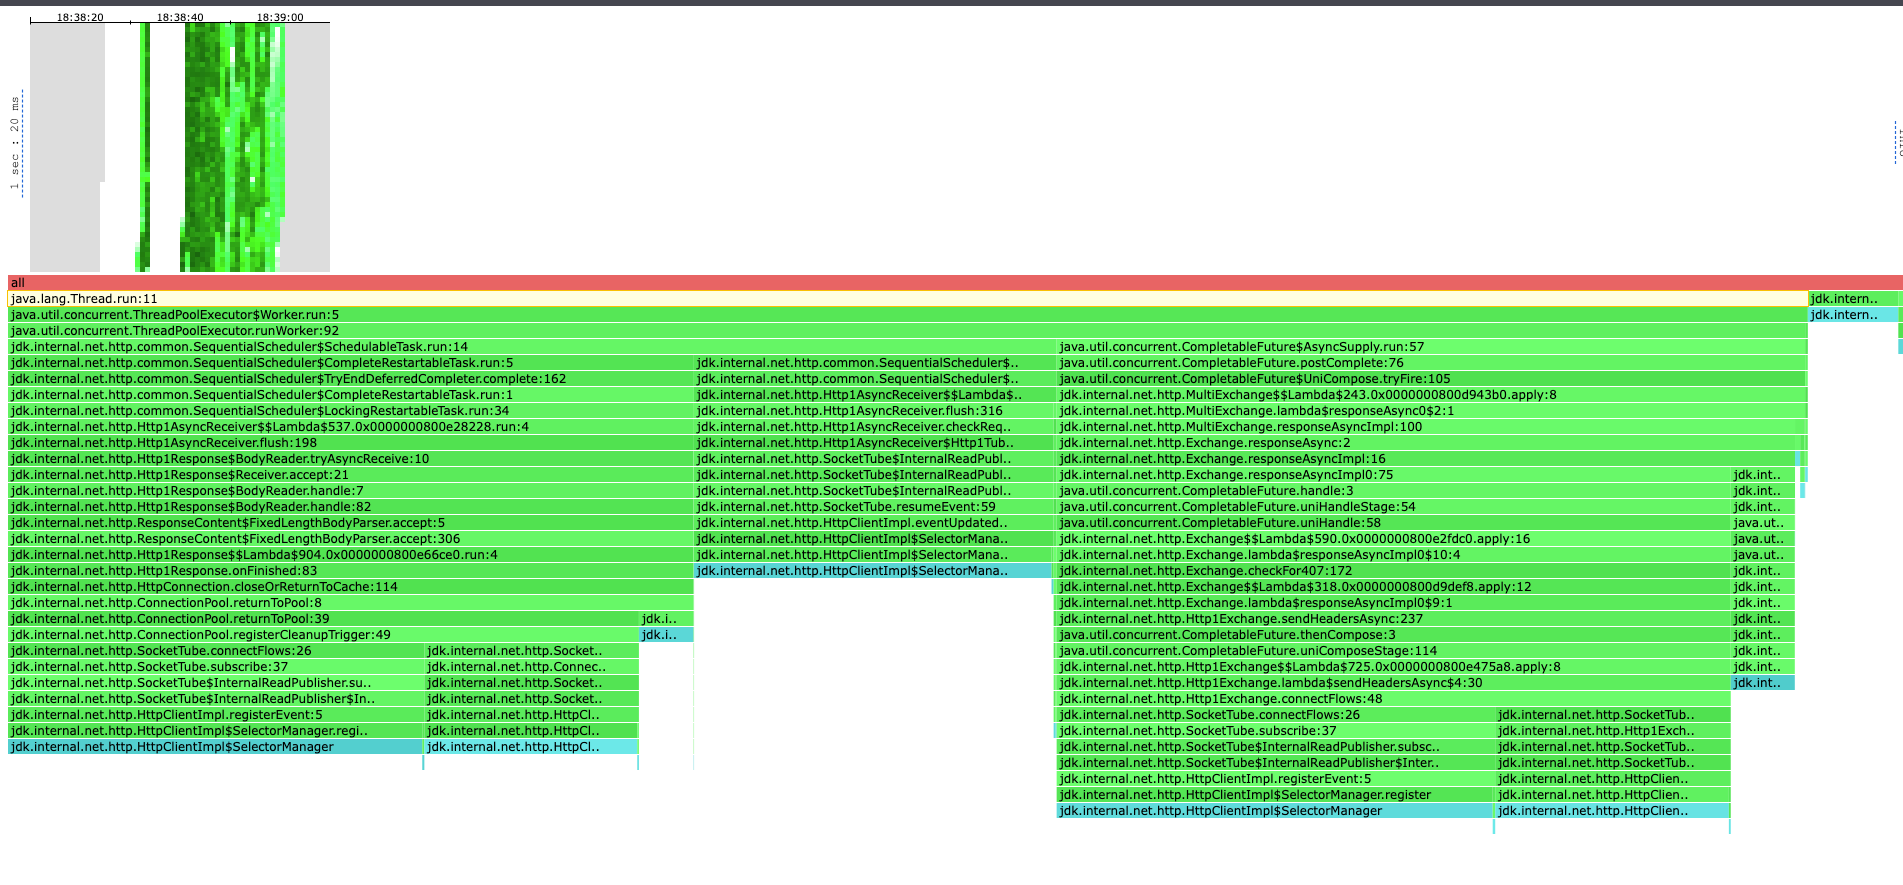 18:38:20 18:38:40 18:39:00
1 sec : 20 ms
all
java.lang.Thread.run:11 jdk.intern..
java.util.concurrent.ThreadPoolExecutor$Worker.run:5 jdk.intern..
java.util.concurrent.ThreadPoolExecutor.runWorker:92
jdk.internal.net.http.common.SequentialScheduler$SchedulableTask.run:14 java.util.concurrent.CompletableFuture$AsyncSupply.run:57
jdk.internal.net.http.common.SequentialScheduler$CompleteRestartableTask.run:5 jdk.internal.net.http.common.SequentialScheduler$.. java.util.concurrent.CompletableFuture.postComplete:76
jdk.internal.net.http.common.SequentialScheduler$TryEndDeferredCompleter.complete:162 jdk.internal.net.http.common.SequentialScheduler$.. java.util.concurrent.CompletableFuture$UniCompose.tryFire:105
jdk.internal.net.http.common.SequentialScheduler$CompleteRestartableTask.run:1 jdk.internal.net.http.Http1AsyncReceiver$$Lambda$.. jdk.internal.net.http.MultiExchange$$Lambda$243.0x0000000800d943b0.apply:8
jdk.internal.net.http.common.SequentialScheduler$LockingRestartableTask.run:34 jdk.internal.net.http.Http1AsyncReceiver.flush:316 jdk.internal.net.http.MultiExchange.lambda$responseAsync0$2:1
jdk.internal.net.http.Http1AsyncReceiver$$Lambda$537.0x0000000800e28228.run:4 jdk.internal.net.http.Http1AsyncReceiver.checkReq.. jdk.internal.net.http.MultiExchange.responseAsyncImpl:100
jdk.internal.net.http.Http1AsyncReceiver.flush:198 jdk.internal.net.http.Http1AsyncReceiver$Http1Tub.. jdk.internal.net.http.Exchange.responseAsync:2
jdk.internal.net.http.Http1Response$BodyReader.tryAsyncReceive:10 jdk.internal.net.http.SocketTube$InternalReadPubl.. jdk.internal.net.http.Exchange.responseAsyncImpl:16
jdk.internal.net.http.Http1Response$Receiver.accept:21 jdk.internal.net.http.SocketTube$InternalReadPubl.. jdk.internal.net.http.Exchange.responseAsyncImpl0:75 jdk.int..
jdk.internal.net.http.Http1Response$BodyReader.handle:7 jdk.internal.net.http.SocketTube$InternalReadPubl.. java.util.concurrent.CompletableFuture.handle:3 jdk.int..
jdk.internal.net.http.Http1Response$BodyReader.handle:82 jdk.internal.net.http.SocketTube.resumeEvent:59 java.util.concurrent.CompletableFuture.uniHandleStage:54 jdk.int..
jdk.internal.net.http.ResponseContent$FixedLengthBodyParser.accept:5 jdk.internal.net.http.HttpClientImpl.eventUpdated.. java.util.concurrent.CompletableFuture.uniHandle:58 java.ut..
jdk.internal.net.http.ResponseContent$FixedLengthBodyParser.accept:306 jdk.internal.net.http.HttpClientImpl$SelectorMana.. jdk.internal.net.http.Exchange$$Lambda$590.0x0000000800e2fdc0.apply:16 java.ut..
jdk.internal.net.http.Http1Response$$Lambda$904.0x0000000800e66ce0.run:4 jdk.internal.net.http.HttpClientImpl$SelectorMana.. jdk.internal.net.http.Exchange.lambda$responseAsyncImpl0$10:4 java.ut..
jdk.internal.net.http.Http1Response.onFinished:83 jdk.internal.net.http.HttpClientImpl$SelectorMana.. jdk.internal.net.http.Exchange.checkFor407:172 jdk.int..
jdk.internal.net.http.HttpConnection.closeOrReturnToCache:114 jdk.internal.net.http.Exchange$$Lambda$318.0x0000000800d9def8.apply:12 jdk.int..
jdk.internal.net.http.ConnectionPool.returnToPool:8 jdk.internal.net.http.Exchange.lambda$responseAsyncImpl0$9:1 jdk.int..
jdk.internal.net.http.ConnectionPool.returnToPool:39 jdk.i.. jdk.internal.net.http.Http1Exchange.sendHeadersAsync:237 jdk.int..
jdk.internal.net.http.ConnectionPool.registerCleanupTrigger:49 jdk.i.. java.util.concurrent.CompletableFuture.thenCompose:3 jdk.int..
jdk.internal.net.http.SocketTube.connectFlows:26 jdk.internal.net.http.Socket.. java.util.concurrent.CompletableFuture.uniComposeStage:114 jdk.int..
jdk.internal.net.http.SocketTube.subscribe:37 jdk.internal.net.http.Connec.. jdk.internal.net.http.Http1Exchange$$Lambda$725.0x0000000800e475a8.apply:8 jdk.int..
jdk.internal.net.http.SocketTube$InternalReadPublisher.su.. jdk.internal.net.http.Socket.. jdk.internal.net.http.Http1Exchange.lambda$sendHeadersAsync$4:30 jdk.int..
jdk.internal.net.http.SocketTube$InternalReadPublisher$In.. jdk.internal.net.http.Socket.. jdk.internal.net.http.Http1Exchange.connectFlows:48
jdk.internal.net.http.HttpClientImpl.registerEvent:5 jdk.internal.net.http.HttpCl.. jdk.internal.net.http.SocketTube.connectFlows:26 jdk.internal.net.http.SocketTub..
jdk.internal.net.http.HttpClientImpl$SelectorManager.regi.. jdk.internal.net.http.HttpCl.. jdk.internal.net.http.SocketTube.subscribe:37 jdk.internal.net.http.Http1Exch..
jdk.internal.net.http.HttpClientImpl$SelectorManager jdk.internal.net.http.HttpCl.. jdk.internal.net.http.SocketTube$InternalReadPublisher.subsc.. jdk.internal.net.http.SocketTub..
jdk.internal.net.http.SocketTube$InternalReadPublisher$Inter.. jdk.internal.net.http.SocketTub..
jdk.internal.net.http.HttpClientImpl.registerEvent:5 jdk.internal.net.http.HttpClien..
jdk.internal.net.http.HttpClientImpl$SelectorManager.register jdk.internal.net.http.HttpClien..
jdk.internal.net.http.HttpClientImpl$SelectorManager jdk.internal.net.http.HttpClien..